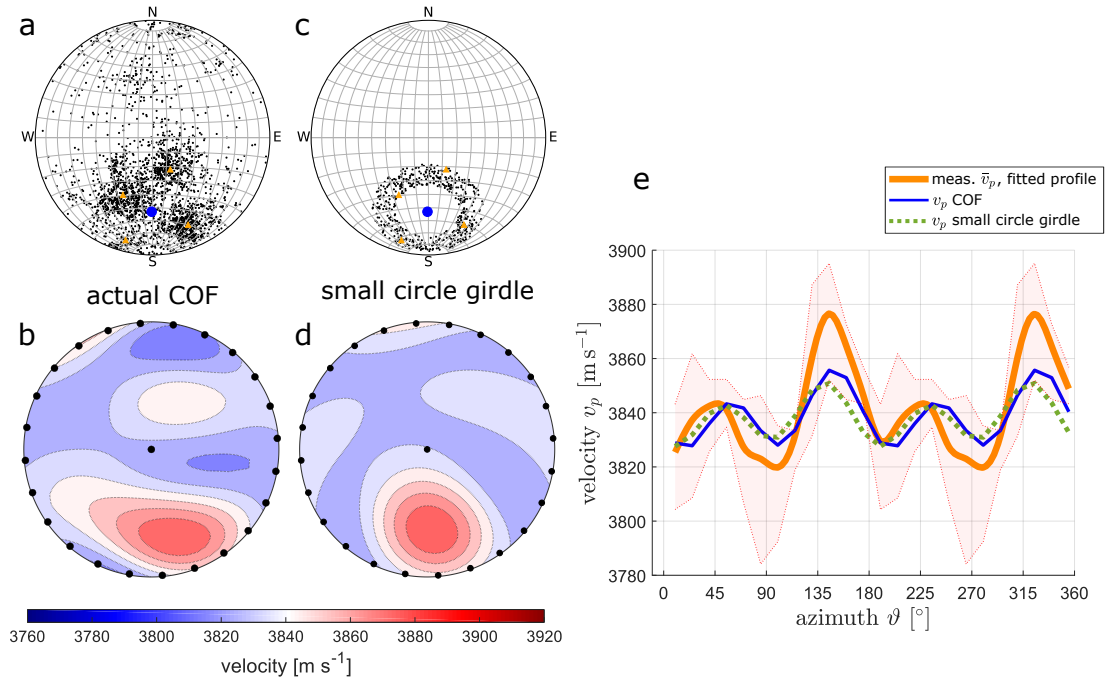 a
N
W
E
S
c
N
W
E
S
actual COF
small circle girdle
b
d
3760 3780 3800 3820 3840 3860 3880 3900 3920
velocity [m s⁻¹]
e
meas. v̄ₚ, fitted profile
vₚ COF
vₚ small circle girdle
3900
3880
3860
3840
3820
3800
3780
velocity vₚ [m s⁻¹]
0 45 90 135 180 225 270 315 360
azimuth ϑ [°]